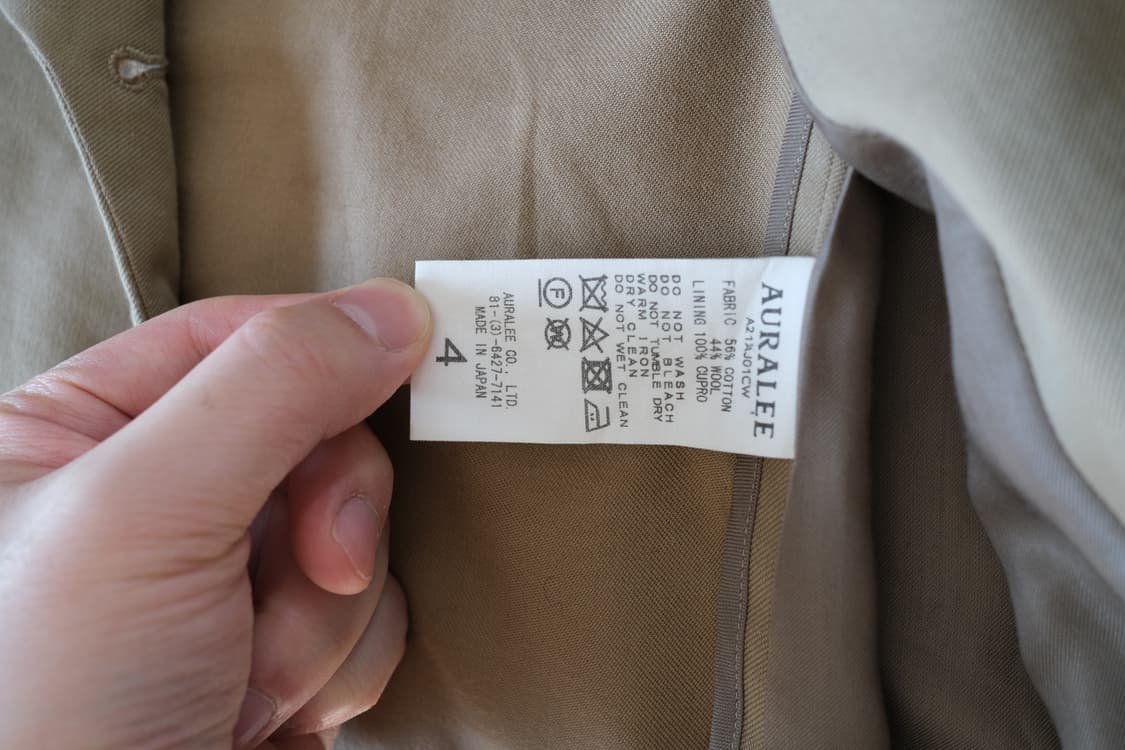 AURALEE
A21AJ01CW
FABRIC 56% COTTON
44% WOOL
LINING 100% CUPRO
DO NOT WASH
DO NOT BLEACH
DO NOT TUMBLE DRY
WARM IRON
DRY CLEAN
DO NOT WET CLEAN
F
W
AURALEE CO., LTD.
81-(3)-6427-7141
MADE IN JAPAN
4